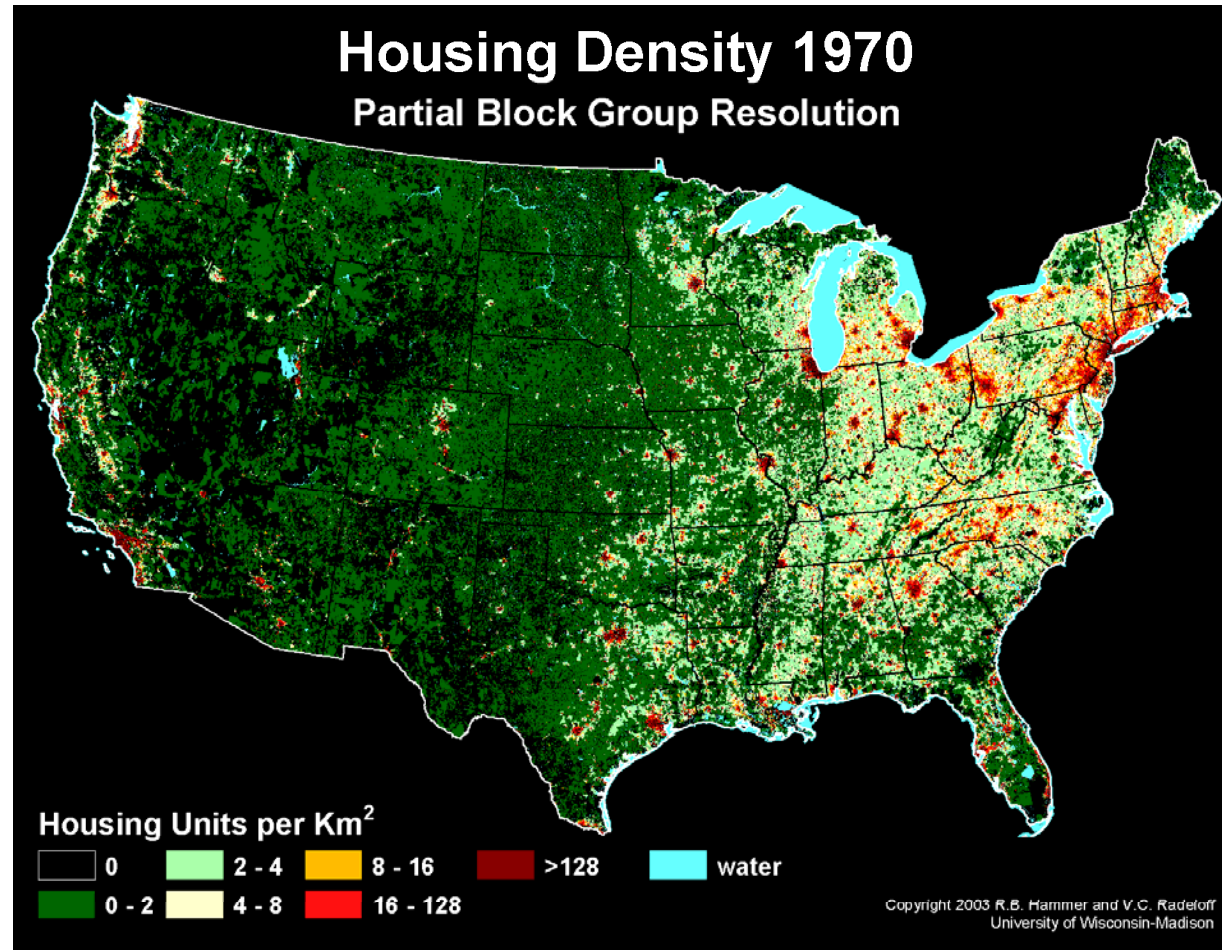 Housing Density 1970
Partial Block Group Resolution
Housing Units per Km²
0
2 - 4
8 - 16
>128
water
0 - 2
4 - 8
16 - 128
Copyright 2003 R.B. Hammer and V.C. Radeloff
University of Wisconsin-Madison